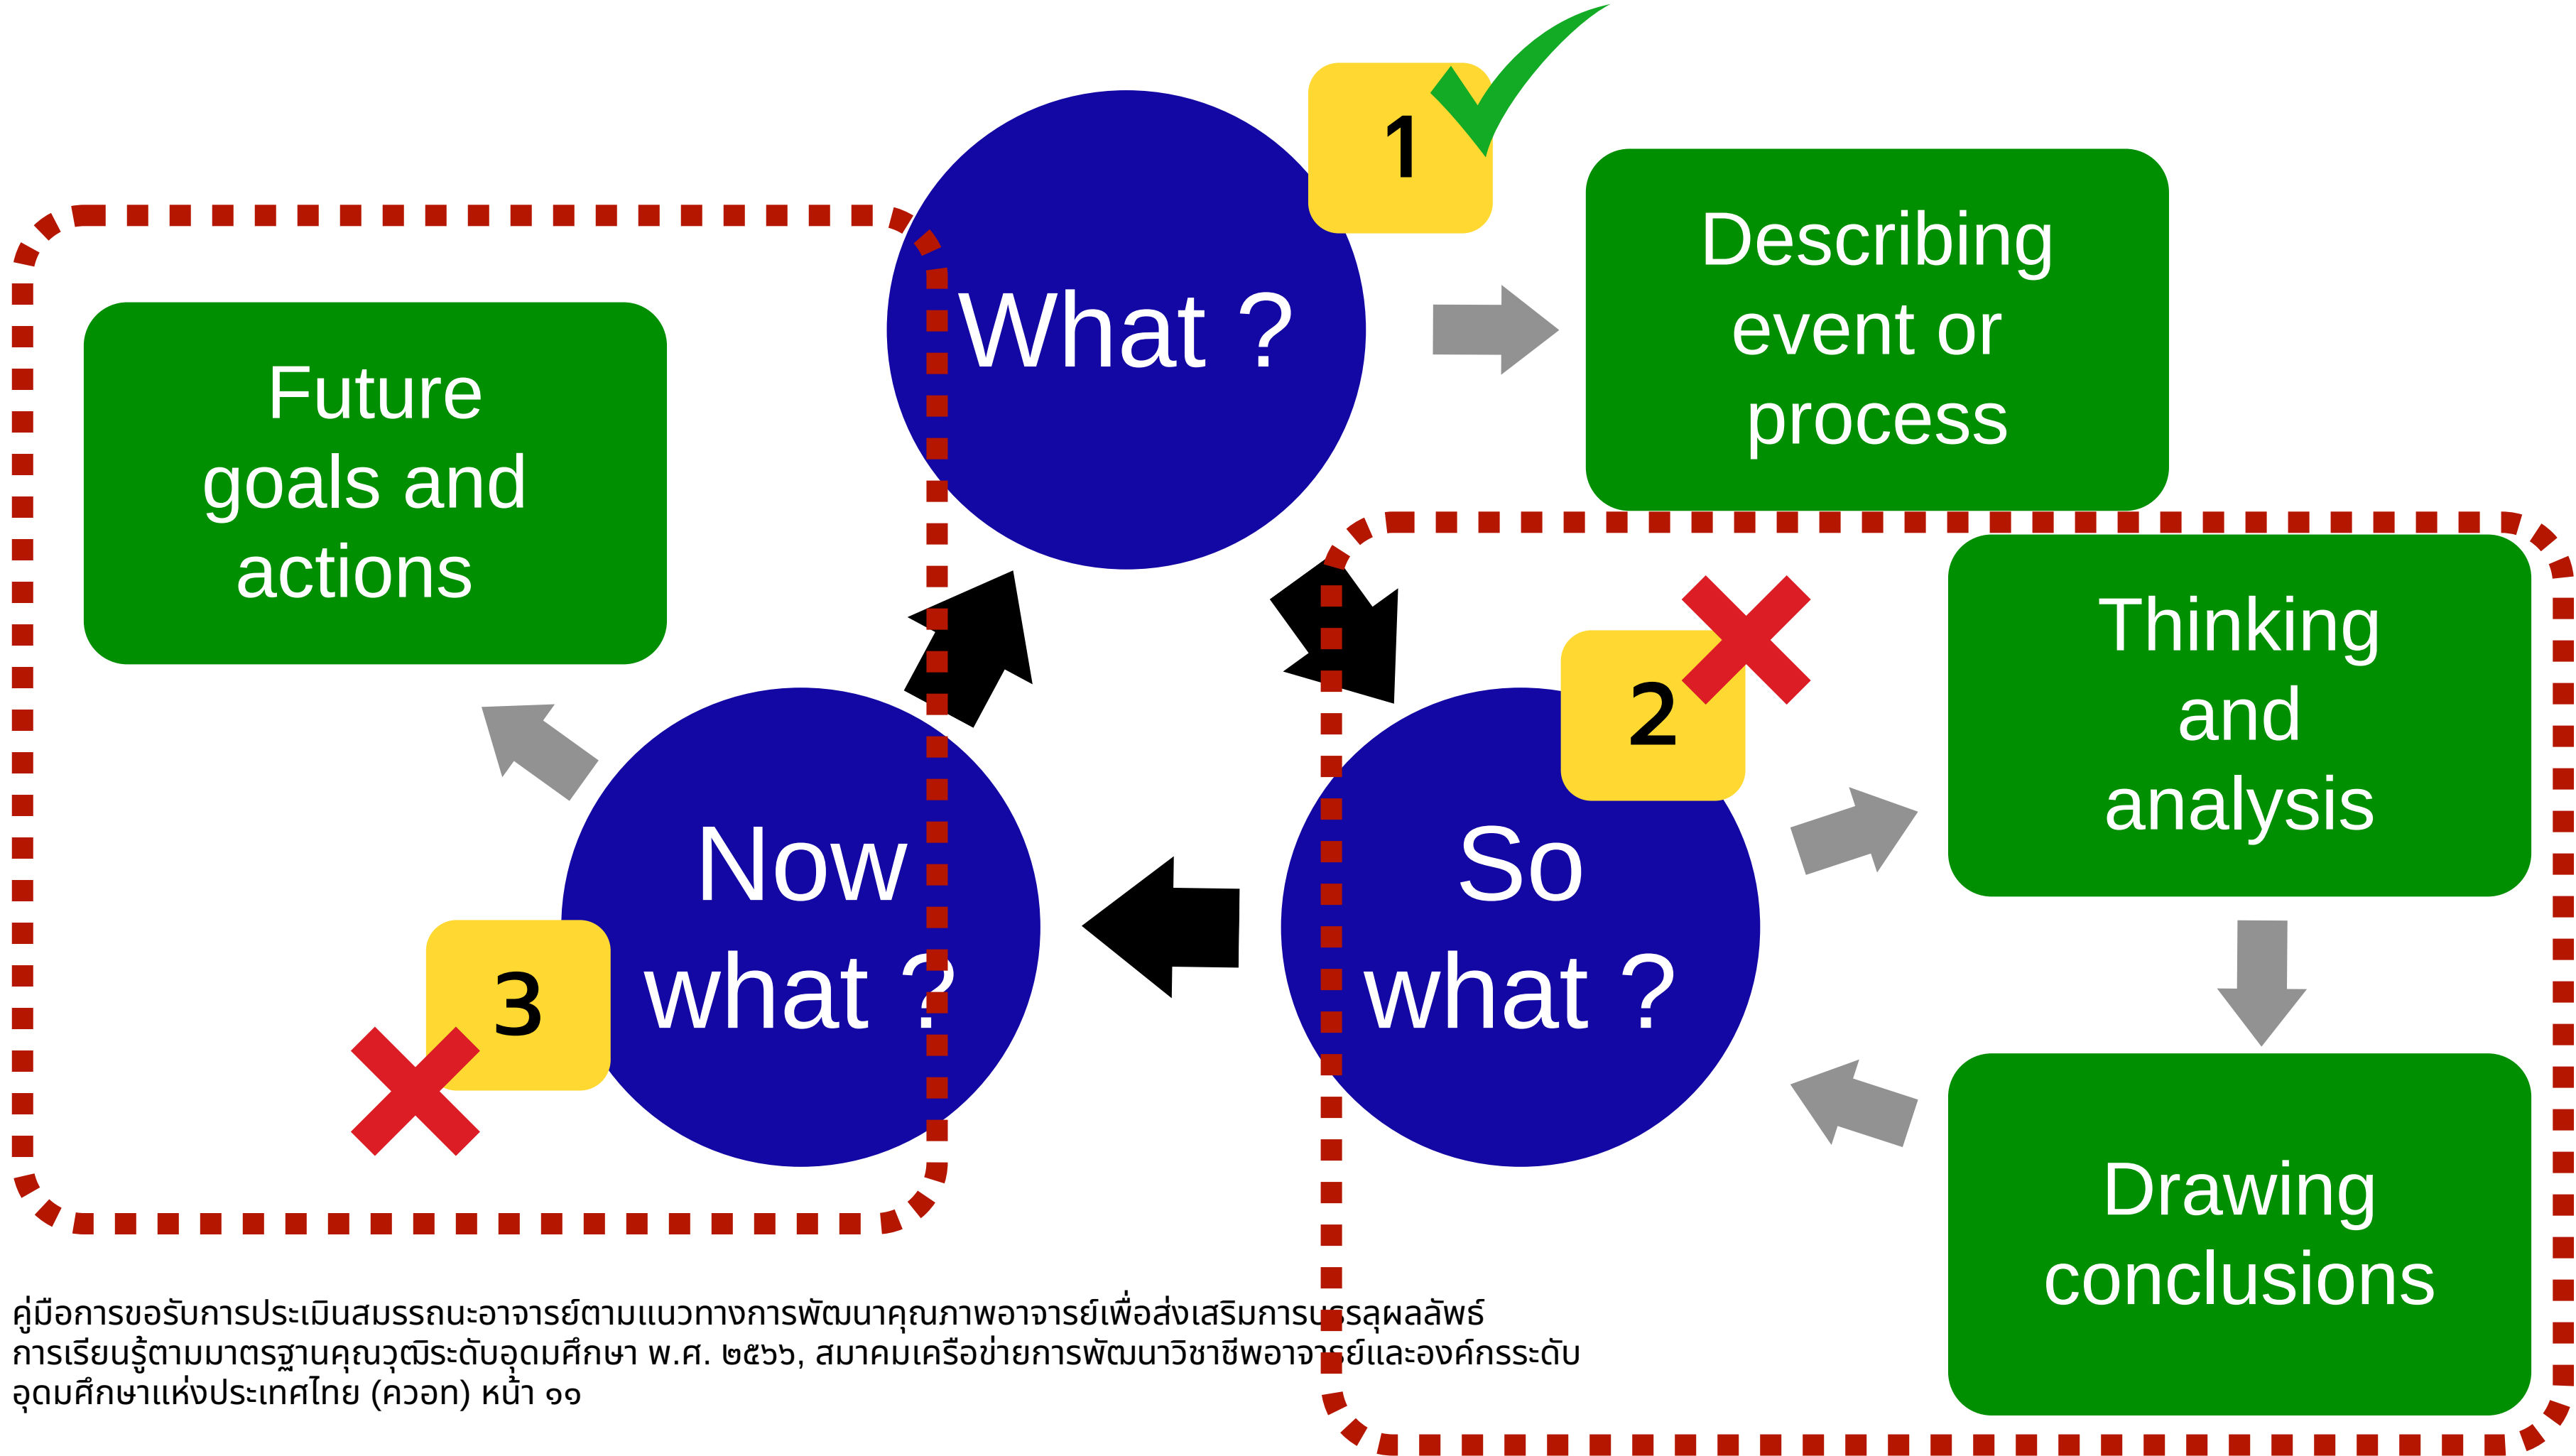 1
What ?
Describing
event or
process
Future
goals and
actions
2
Thinking
and
analysis
Now
what ?
So
what ?
3
Drawing
conclusions
คู่มือการขอรับการประเมินสมรรถนะอาจารย์ตามแนวทางการพัฒนาคุณภาพอาจารย์เพื่อส่งเสริมการบรรลุผลลัพธ์
การเรียนรู้ตามมาตรฐานคุณวุฒิระดับอุดมศึกษา พ.ศ. ๒๕๖๖, สมาคมเครือข่ายการพัฒนาวิชาชีพอาจารย์และองค์กรระดับ
อุดมศึกษาแห่งประเทศไทย (ควอท) หน้า ๑๑